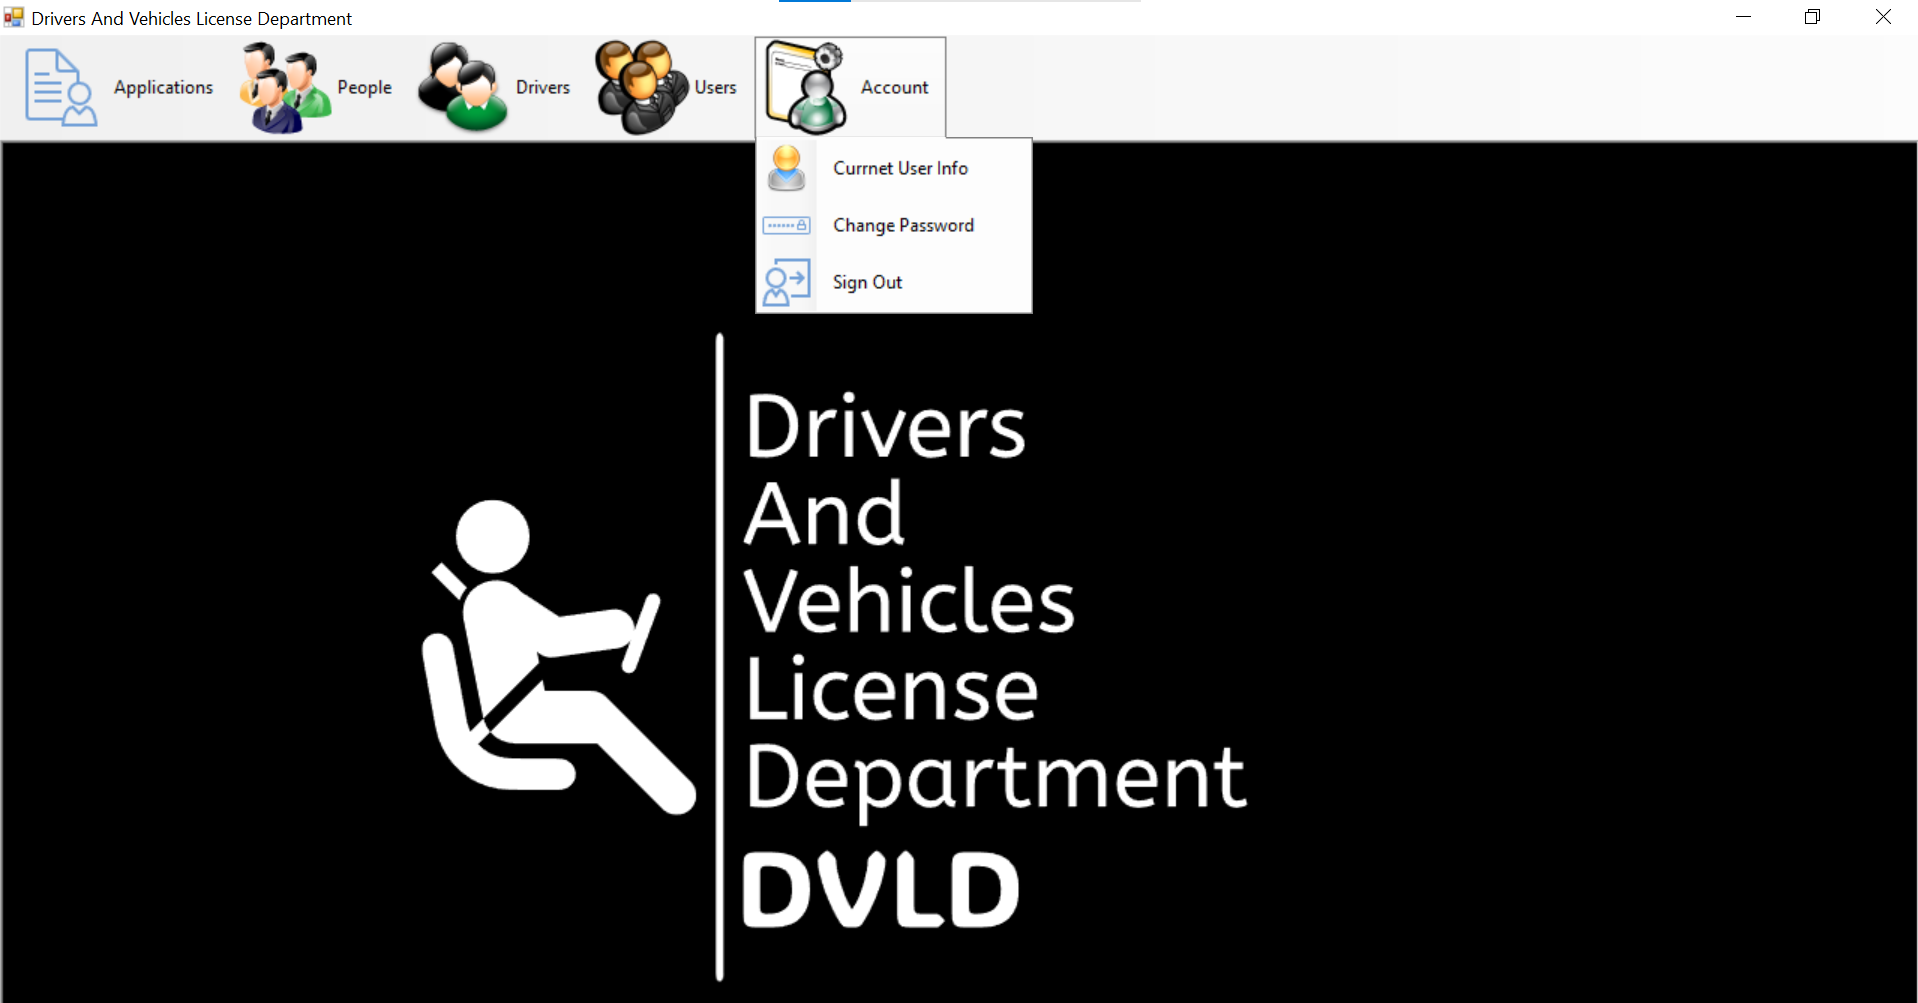 Drivers And Vehicles License Department
Applications People Drivers Users Account
Currnet User Info
Change Password
Sign Out
Drivers
And
Vehicles
License
Department
DVLD